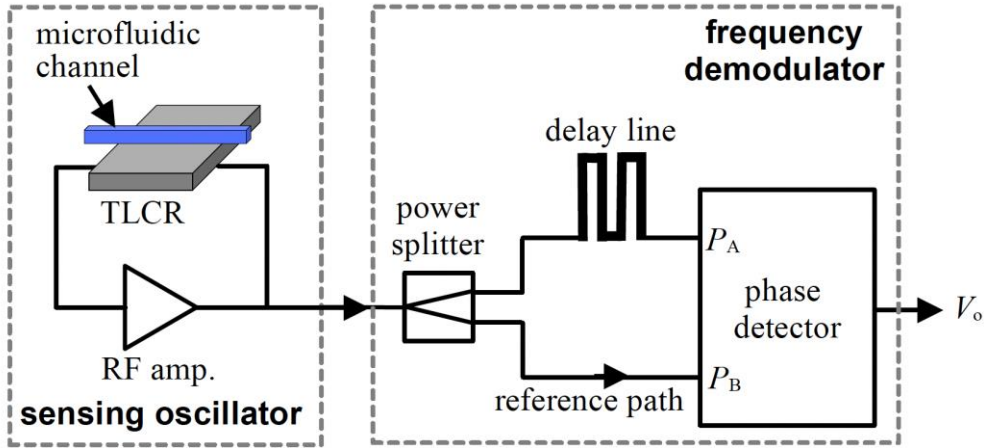 microfluidic
channel
TLCR
RF amp.
sensing oscillator
frequency
demodulator
delay line
power
splitter
P_A
phase
detector
P_B
reference path
V_o